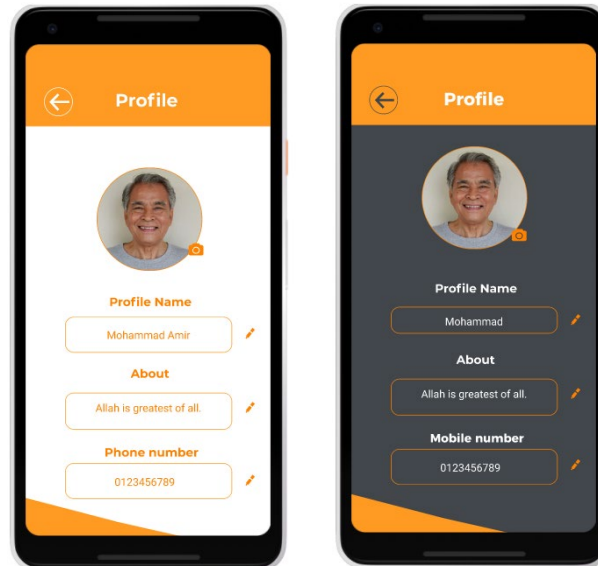 Profile
Profile Name
Mohammad Amir
About
Allah is greatest of all.
Phone number
0123456789
Profile
Profile Name
Mohammad
About
Allah is greatest of all.
Mobile number
0123456789